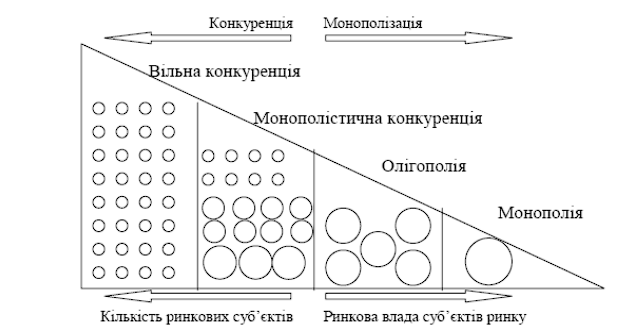 Конкуренція
Монополізація
Вільна конкуренція
Монополістична конкуренція
Олігополія
Монополія
Кількість ринкових суб’єктів
Ринкова влада суб’єктів ринку